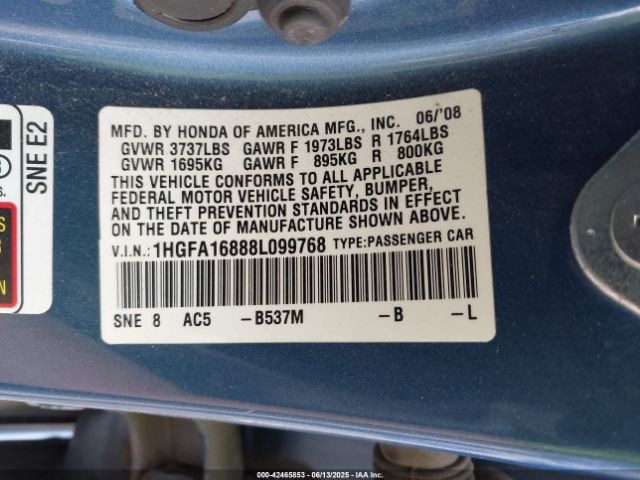 MFD. BY HONDA OF AMERICA MFG., INC. 06/'08
GVWR 3737LBS GAWR F 1973LBS R 1764LBS
GVWR 1695KG GAWR F 895KG R 800KG
THIS VEHICLE CONFORMS TO ALL APPLICABLE
FEDERAL MOTOR VEHICLE SAFETY, BUMPER,
AND THEFT PREVENTION STANDARDS IN EFFECT
ON THE DATE OF MANUFACTURE SHOWN ABOVE.
V.I.N.: 1HGFA16888L099768 TYPE:PASSENGER CAR
SNE 8 AC5 -B537M -B -L
SNE E2
000-42465853 - 06/13/2025 - IAAI.COM